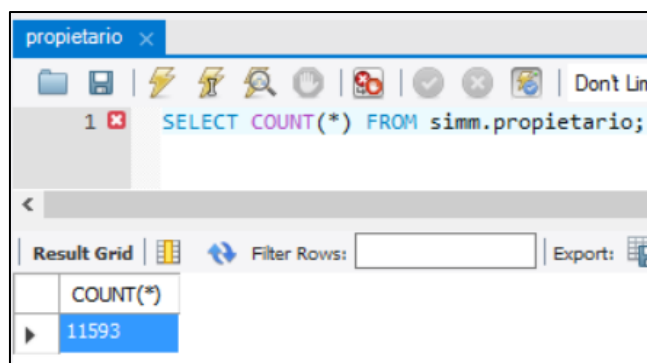 propietario
Don't Lim
1 SELECT COUNT(*) FROM simm.propietario;
Result Grid Filter Rows: Export:
COUNT(*)
11593